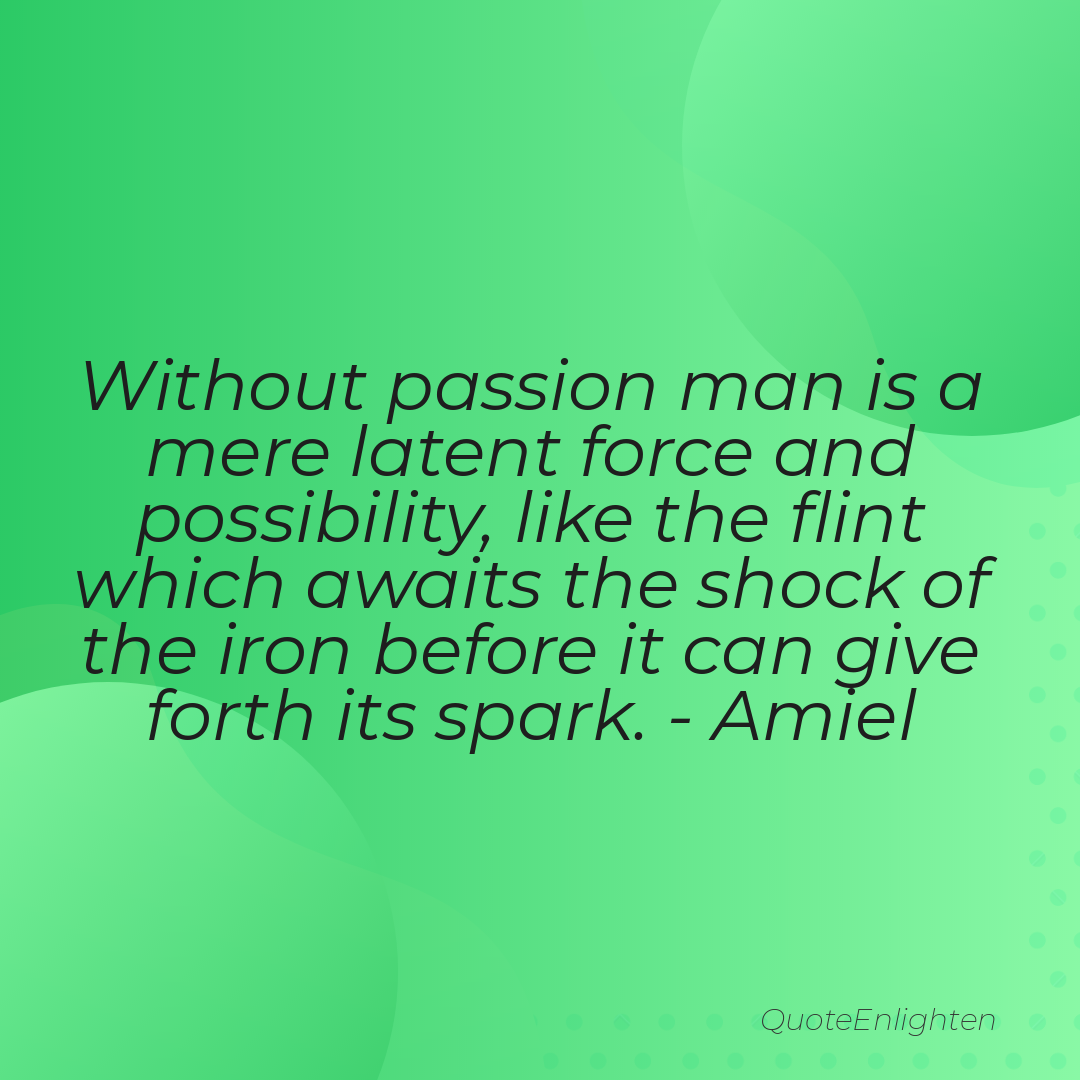 Without passion man is a
mere latent force and
possibility, like the flint
which awaits the shock of
the iron before it can give
forth its spark. - Amiel
QuoteEnlighten